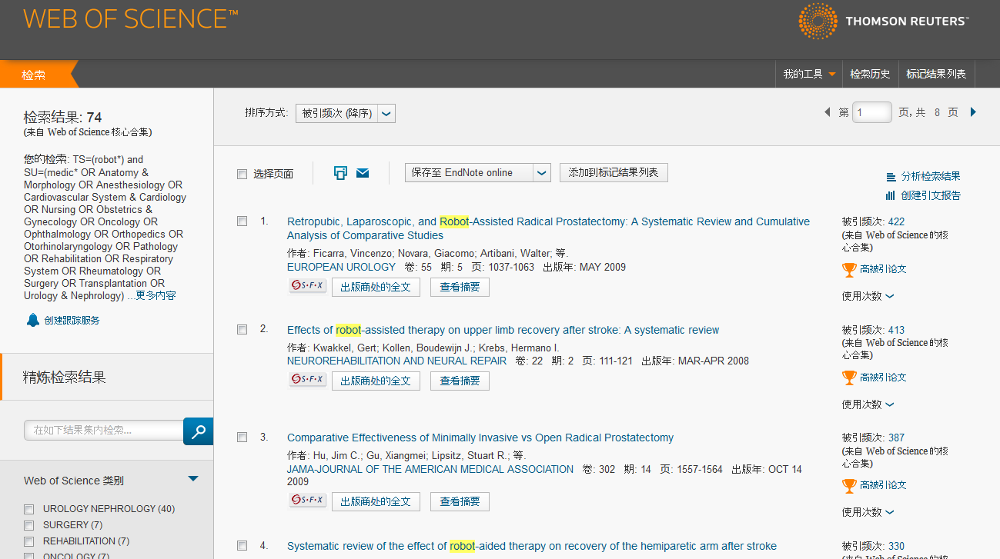 WEB OF SCIENCE™
THOMSON REUTERS™
检索
我的工具
检索历史
标记结果列表
检索结果: 74
(来自 Web of Science 核心合集)
您的检索: TS=(robot*) and
SU=(medic* OR Anatomy &
Morphology OR Anesthesiology OR
Cardiovascular System & Cardiology
OR Nursing OR Obstetrics &
Gynecology OR Oncology OR
Ophthalmology OR Orthopedics OR
Otorhinolaryngology OR Pathology
OR Rehabilitation OR Respiratory
System OR Rheumatology OR
Surgery OR Transplantation OR
Urology & Nephrology) ...更多内容
创建跟踪服务
精炼检索结果
在如下结果集内检索...
Web of Science 类别
UROLOGY NEPHROLOGY (40)
SURGERY (7)
REHABILITATION (7)
ONCOLOGY (7)
排序方式: 被引频次 (降序)
第 1 页, 共 8 页
选择页面
保存至 EndNote online
添加到标记结果列表
分析检索结果
创建引文报告
1. Retropubic, Laparoscopic, and Robot-Assisted Radical Prostatectomy: A Systematic Review and Cumulative
Analysis of Comparative Studies
作者: Ficarra, Vincenzo; Novara, Giacomo; Artibani, Walter; 等.
EUROPEAN UROLOGY 卷: 55 期: 5 页: 1037-1063 出版年: MAY 2009
S·F·X 出版商处的全文 查看摘要
被引频次: 422
(来自 Web of Science 的核
心合集)
高被引论文
使用次数
2. Effects of robot-assisted therapy on upper limb recovery after stroke: A systematic review
作者: Kwakkel, Gert; Kollen, Boudewijn J.; Krebs, Hermano I.
NEUROREHABILITATION AND NEURAL REPAIR 卷: 22 期: 2 页: 111-121 出版年: MAR-APR 2008
S·F·X 出版商处的全文 查看摘要
被引频次: 413
(来自 Web of Science 的核
心合集)
高被引论文
使用次数
3. Comparative Effectiveness of Minimally Invasive vs Open Radical Prostatectomy
作者: Hu, Jim C.; Gu, Xiangmei; Lipsitz, Stuart R.; 等.
JAMA-JOURNAL OF THE AMERICAN MEDICAL ASSOCIATION 卷: 302 期: 14 页: 1557-1564 出版年: OCT 14
2009
S·F·X 出版商处的全文 查看摘要
被引频次: 387
(来自 Web of Science 的核
心合集)
高被引论文
使用次数
4. Systematic review of the effect of robot-aided therapy on recovery of the hemiparetic arm after stroke
被引频次: 330